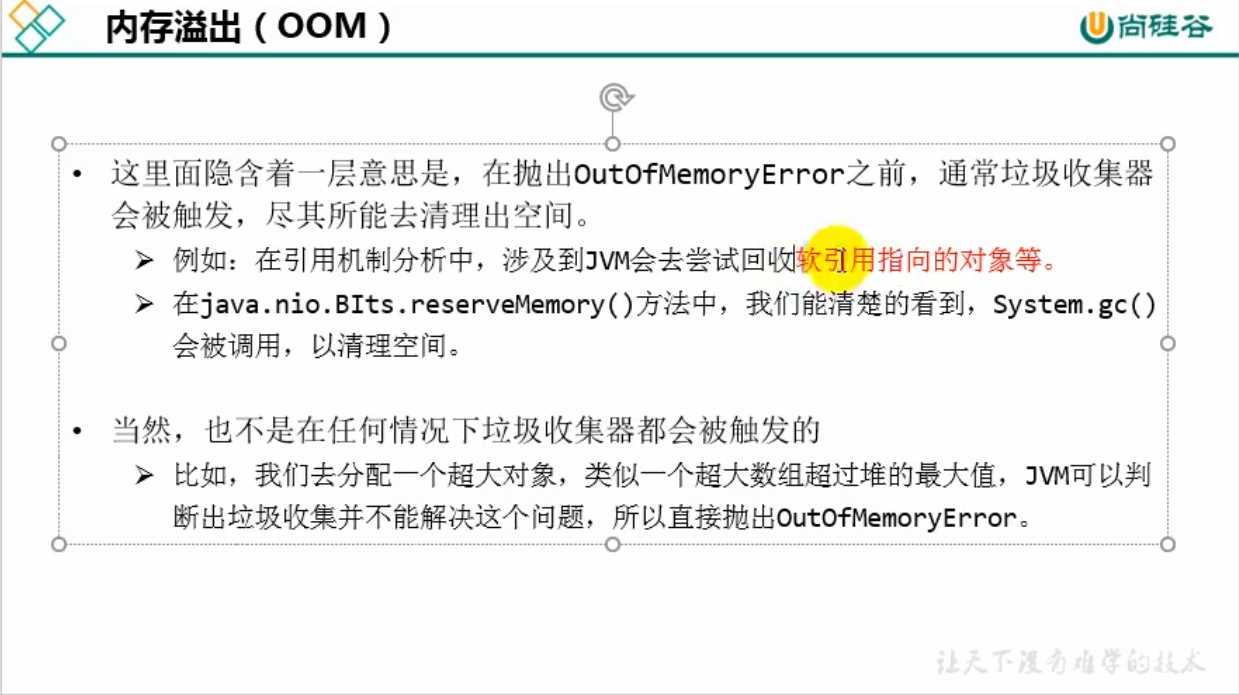 内存溢出（OOM）
尚硅谷
• 这里面隐含着一层意思是，在抛出OutOfMemoryError之前，通常垃圾收集器
会被触发，尽其所能去清理出空间。
➢ 例如：在引用机制分析中，涉及到JVM会去尝试回收软引用指向的对象等。
➢ 在java.nio.BIts.reserveMemory()方法中，我们能清楚的看到，System.gc()
会被调用，以清理空间。
• 当然，也不是在任何情况下垃圾收集器都会被触发的
➢ 比如，我们去分配一个超大对象，类似一个超大数组超过堆的最大值，JVM可以判
断出垃圾收集并不能解决这个问题，所以直接抛出OutOfMemoryError。
让天下没有难学的技术